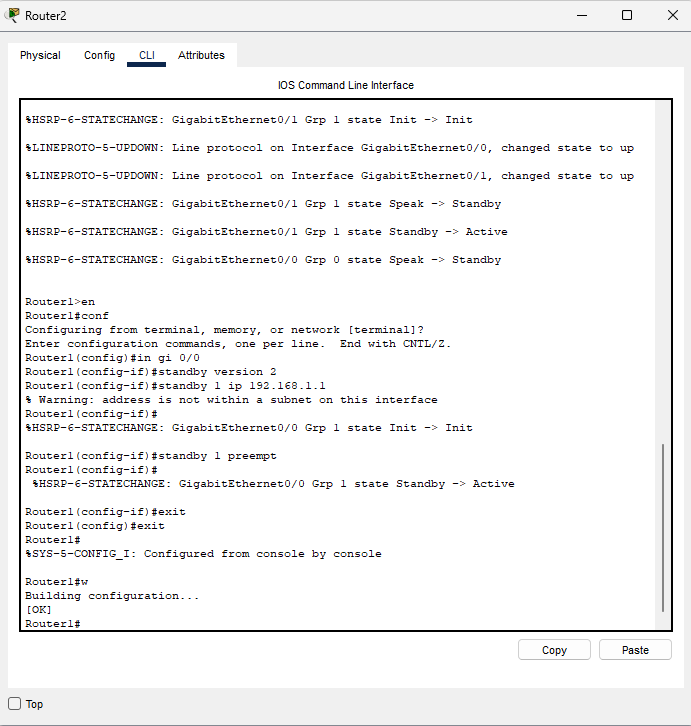 Router2
Physical Config CLI Attributes
IOS Command Line Interface
%HSRP-6-STATECHANGE: GigabitEthernet0/1 Grp 1 state Init -> Init
%LINEPROTO-5-UPDOWN: Line protocol on Interface GigabitEthernet0/0, changed state to up
%LINEPROTO-5-UPDOWN: Line protocol on Interface GigabitEthernet0/1, changed state to up
%HSRP-6-STATECHANGE: GigabitEthernet0/1 Grp 1 state Speak -> Standby
%HSRP-6-STATECHANGE: GigabitEthernet0/1 Grp 1 state Standby -> Active
%HSRP-6-STATECHANGE: GigabitEthernet0/0 Grp 0 state Speak -> Standby
Router1>en
Router1#conf
Configuring from terminal, memory, or network [terminal]?
Enter configuration commands, one per line.  End with CNTL/Z.
Router1(config)#in gi 0/0
Router1(config-if)#standby version 2
Router1(config-if)#standby 1 ip 192.168.1.1
% Warning: address is not within a subnet on this interface
Router1(config-if)#
%HSRP-6-STATECHANGE: GigabitEthernet0/0 Grp 1 state Init -> Init
Router1(config-if)#standby 1 preempt
Router1(config-if)#
%HSRP-6-STATECHANGE: GigabitEthernet0/0 Grp 1 state Standby -> Active
Router1(config-if)#exit
Router1(config)#exit
Router1#
%SYS-5-CONFIG_I: Configured from console by console
Router1#w
Building configuration...
[OK]
Router1#
Copy Paste
Top